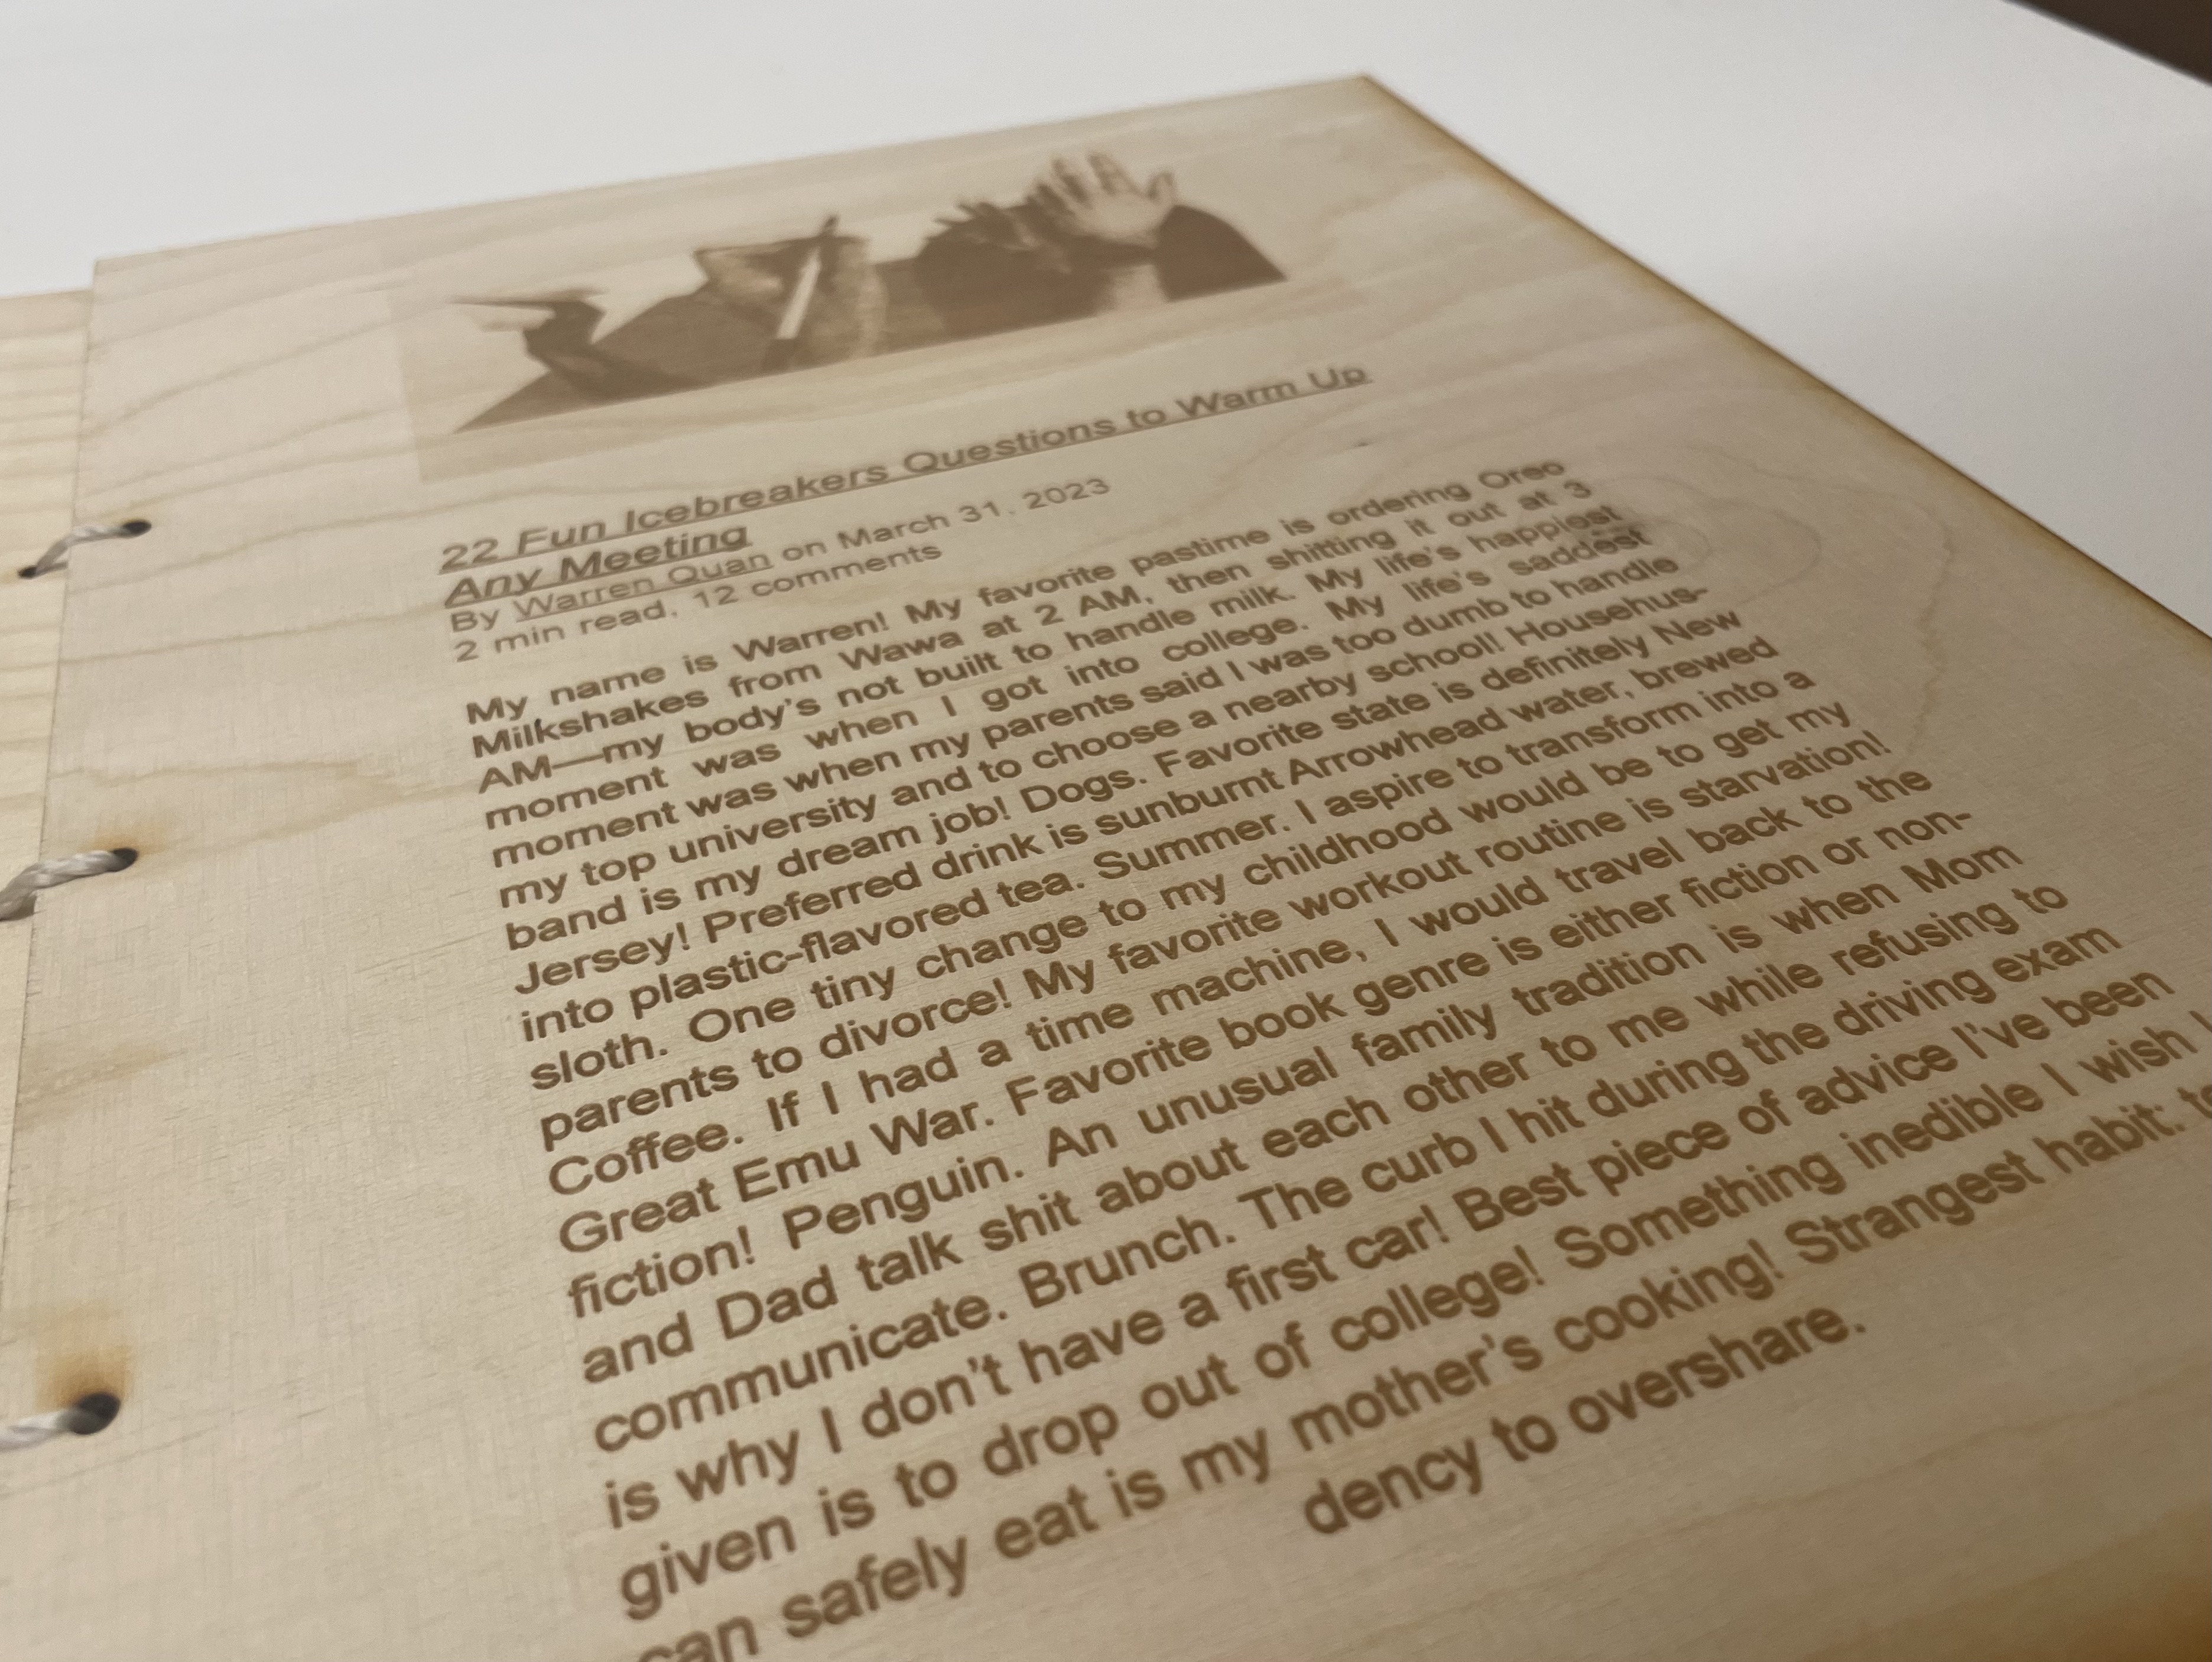 22 Fun Icebreakers Questions to Warm Up
Any Meeting
By Warren Quan on March 31, 2023
2 min read, 12 comments
My name is Warren! My favorite pastime is ordering Oreo
Milkshakes from Wawa at 2 AM, then shitting it out at 3
AM—my body's not built to handle milk. My life's happiest
moment was when I got into college. My life's saddest
moment was when my parents said I was too dumb to handle
my top university and to choose a nearby school! Househus-
band is my dream job! Dogs. Favorite state is definitely New
Jersey! Preferred drink is sunburnt Arrowhead water, brewed
into plastic-flavored tea. Summer. I aspire to transform into a
sloth. One tiny change to my childhood would be to get my
parents to divorce! My favorite workout routine is starvation!
Coffee. If I had a time machine, I would travel back to the
Great Emu War. Favorite book genre is either fiction or non-
fiction! Penguin. An unusual family tradition is when Mom
and Dad talk shit about each other to me while refusing to
communicate. Brunch. The curb I hit during the driving exam
is why I don't have a first car! Best piece of advice I've been
given is to drop out of college! Something inedible I wish I
can safely eat is my mother's cooking! Strangest habit:
dency to overshare.